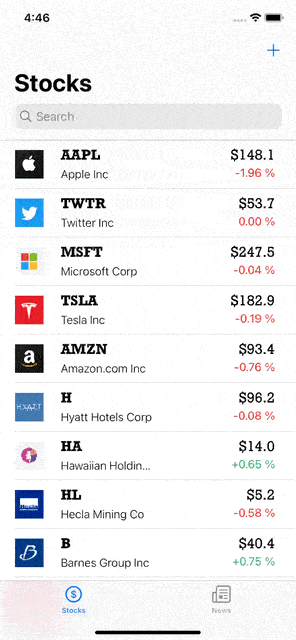 4:46
Stocks
Search
AAPL $148.1
Apple Inc -1.96 %
TWTR $53.7
Twitter Inc 0.00 %
MSFT $247.5
Microsoft Corp -0.04 %
TSLA $182.9
Tesla Inc -0.19 %
AMZN $93.4
Amazon.com Inc -0.76 %
H $96.2
HYATT
Hyatt Hotels Corp -0.08 %
HA $14.0
Hawaiian Holdin... +0.65 %
HL $5.2
Hecla Mining Co -0.58 %
B $40.4
B
Barnes Group Inc +0.75 %
Stocks News